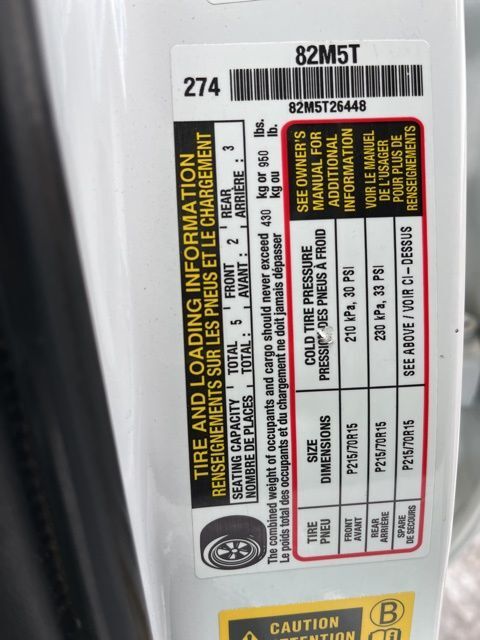 82M5T
274
82M5T26448
TIRE AND LOADING INFORMATION
RENSEIGNEMENTS SUR LES PNEUS ET LE CHARGEMENT
SEATING CAPACITY TOTAL : 5 FRONT : 2 REAR : 3
NOMBRE DE PLACES TOTAL : 5 AVANT : 2 ARRIÈRE : 3
The combined weight of occupants and cargo should never exceed 430 kg or 950 lbs.
Le poids total des occupants et du chargement ne doit jamais dépasser 430 kg ou 950 lb.
TIRE
PNEU
SIZE
DIMENSIONS
COLD TIRE PRESSURE
PRESSION DES PNEUS À FROID
SEE OWNER'S
MANUAL FOR
ADDITIONAL
INFORMATION
VOIR LE MANUEL
DE L'USAGER
POUR PLUS DE
RENSEIGNEMENTS
FRONT
AVANT
P215/70R15
210 kPa, 30 PSI
REAR
ARRIÈRE
P215/70R15
230 kPa, 33 PSI
SPARE
DE SECOURS
P215/70R15
SEE ABOVE / VOIR CI-DESSUS
CAUTION
B